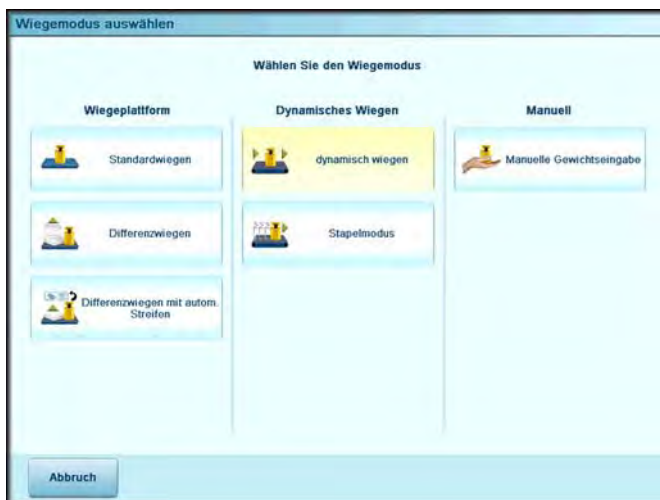 Wiegemodus auswählen
Wählen Sie den Wiegemodus
Wiegeplattform
Standardwiegen
Differenzwiegen
Differenzwiegen mit autom.
Streifen
Dynamisches Wiegen
dynamisch wiegen
Stapelmodus
Manuell
Manuelle Gewichtseingabe
Abbruch